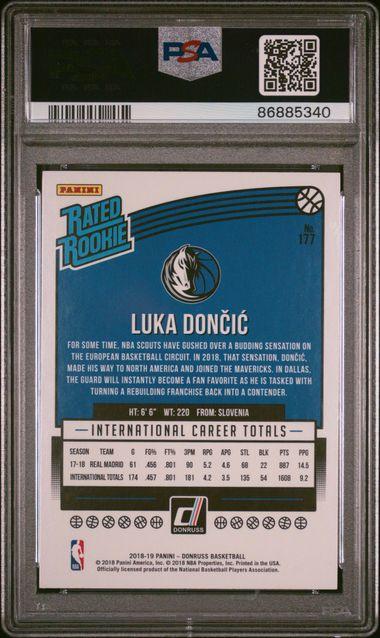 PSA
86885340
PANINI
RATED
ROOKIE
No.
177
LUKA DONČIĆ
FOR SOME TIME, NBA SCOUTS HAVE GUSHED OVER A BUDDING SENSATION ON
THE EUROPEAN BASKETBALL CIRCUIT. IN 2018, THAT SENSATION, DONČIĆ,
MADE HIS WAY TO NORTH AMERICA AND JOINED THE MAVERICKS. IN DALLAS,
THE GUARD WILL INSTANTLY BECOME A FAN FAVORITE AS HE IS TASKED WITH
TURNING A REBUILDING FRANCHISE BACK INTO A CONTENDER.
HT: 6' 6" WT: 220 FROM: SLOVENIA
INTERNATIONAL CAREER TOTALS
SEASON TEAM G FG% FT% 3PM RPG APG STL BLK PTS PPG
17-18 REAL MADRID 61 .456 .801 90 5.2 4.6 68 22 887 14.5
INTERNATIONAL TOTALS 174 .457 .801 181 4.2 3.5 135 54 1608 9.2
DONRUSS
2018-19 PANINI - DONRUSS BASKETBALL
© 2018 Panini America, Inc. © 2018 NBA Properties, Inc. Printed in the USA.
Officially licensed product of the National Basketball Players Association.
NBA
PSA